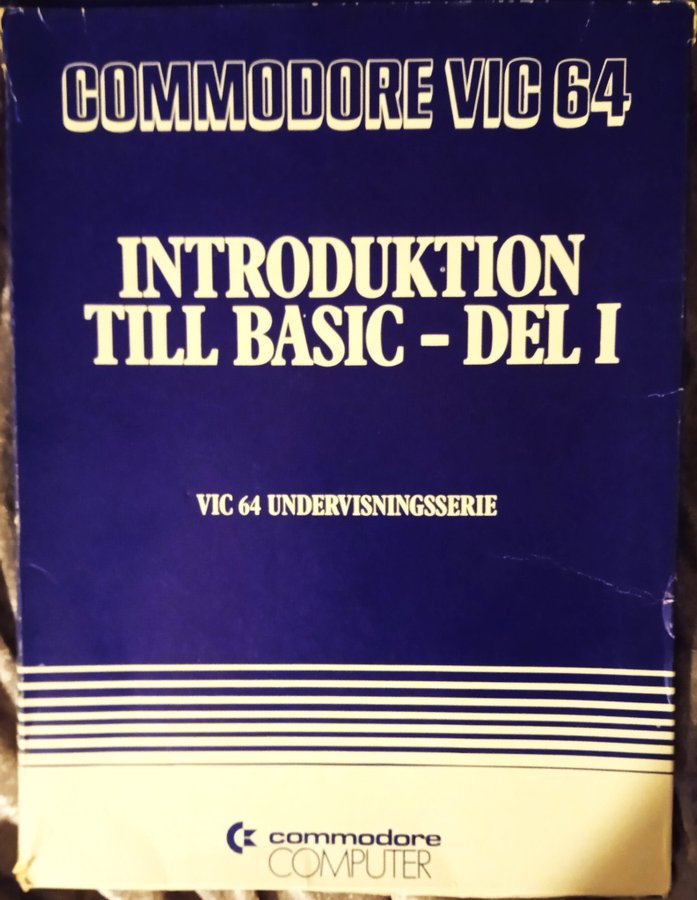 COMMODORE VIC 64
INTRODUKTION
TILL BASIC - DEL I
VIC 64 UNDERVISNINGSSERIE
commodore
COMPUTER